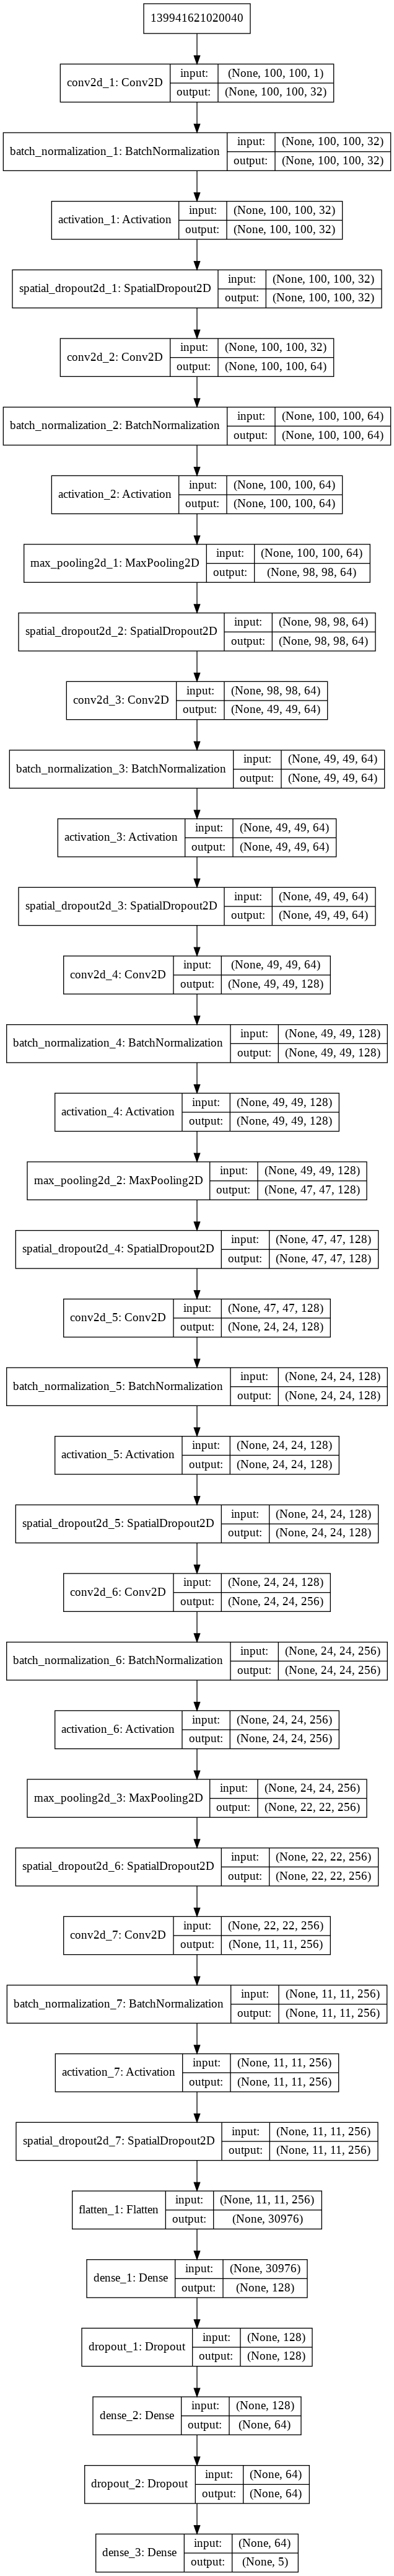 139941621020040
conv2d_1: Conv2D input: (None, 100, 100, 1)
output: (None, 100, 100, 32)
batch_normalization_1: BatchNormalization input: (None, 100, 100, 32)
output: (None, 100, 100, 32)
activation_1: Activation input: (None, 100, 100, 32)
output: (None, 100, 100, 32)
spatial_dropout2d_1: SpatialDropout2D input: (None, 100, 100, 32)
output: (None, 100, 100, 32)
conv2d_2: Conv2D input: (None, 100, 100, 32)
output: (None, 100, 100, 64)
batch_normalization_2: BatchNormalization input: (None, 100, 100, 64)
output: (None, 100, 100, 64)
activation_2: Activation input: (None, 100, 100, 64)
output: (None, 100, 100, 64)
max_pooling2d_1: MaxPooling2D input: (None, 100, 100, 64)
output: (None, 98, 98, 64)
spatial_dropout2d_2: SpatialDropout2D input: (None, 98, 98, 64)
output: (None, 98, 98, 64)
conv2d_3: Conv2D input: (None, 98, 98, 64)
output: (None, 49, 49, 64)
batch_normalization_3: BatchNormalization input: (None, 49, 49, 64)
output: (None, 49, 49, 64)
activation_3: Activation input: (None, 49, 49, 64)
output: (None, 49, 49, 64)
spatial_dropout2d_3: SpatialDropout2D input: (None, 49, 49, 64)
output: (None, 49, 49, 64)
conv2d_4: Conv2D input: (None, 49, 49, 64)
output: (None, 49, 49, 128)
batch_normalization_4: BatchNormalization input: (None, 49, 49, 128)
output: (None, 49, 49, 128)
activation_4: Activation input: (None, 49, 49, 128)
output: (None, 49, 49, 128)
max_pooling2d_2: MaxPooling2D input: (None, 49, 49, 128)
output: (None, 47, 47, 128)
spatial_dropout2d_4: SpatialDropout2D input: (None, 47, 47, 128)
output: (None, 47, 47, 128)
conv2d_5: Conv2D input: (None, 47, 47, 128)
output: (None, 24, 24, 128)
batch_normalization_5: BatchNormalization input: (None, 24, 24, 128)
output: (None, 24, 24, 128)
activation_5: Activation input: (None, 24, 24, 128)
output: (None, 24, 24, 128)
spatial_dropout2d_5: SpatialDropout2D input: (None, 24, 24, 128)
output: (None, 24, 24, 128)
conv2d_6: Conv2D input: (None, 24, 24, 128)
output: (None, 24, 24, 256)
batch_normalization_6: BatchNormalization input: (None, 24, 24, 256)
output: (None, 24, 24, 256)
activation_6: Activation input: (None, 24, 24, 256)
output: (None, 24, 24, 256)
max_pooling2d_3: MaxPooling2D input: (None, 24, 24, 256)
output: (None, 22, 22, 256)
spatial_dropout2d_6: SpatialDropout2D input: (None, 22, 22, 256)
output: (None, 22, 22, 256)
conv2d_7: Conv2D input: (None, 22, 22, 256)
output: (None, 11, 11, 256)
batch_normalization_7: BatchNormalization input: (None, 11, 11, 256)
output: (None, 11, 11, 256)
activation_7: Activation input: (None, 11, 11, 256)
output: (None, 11, 11, 256)
spatial_dropout2d_7: SpatialDropout2D input: (None, 11, 11, 256)
output: (None, 11, 11, 256)
flatten_1: Flatten input: (None, 11, 11, 256)
output: (None, 30976)
dense_1: Dense input: (None, 30976)
output: (None, 128)
dropout_1: Dropout input: (None, 128)
output: (None, 128)
dense_2: Dense input: (None, 128)
output: (None, 64)
dropout_2: Dropout input: (None, 64)
output: (None, 64)
dense_3: Dense input: (None, 64)
output: (None, 5)